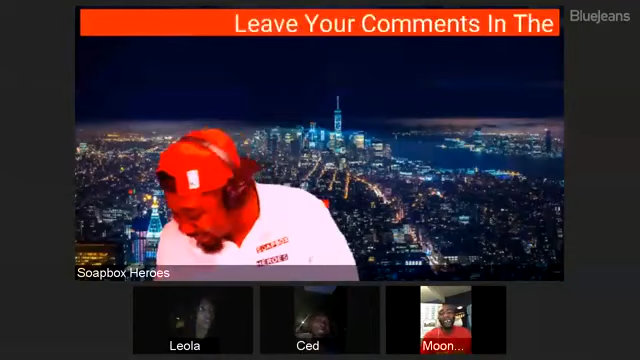 Leave Your Comments In The
BlueJeans
SOAPBOX
HEROES
Soapbox Heroes
Leola
Ced
Moon...